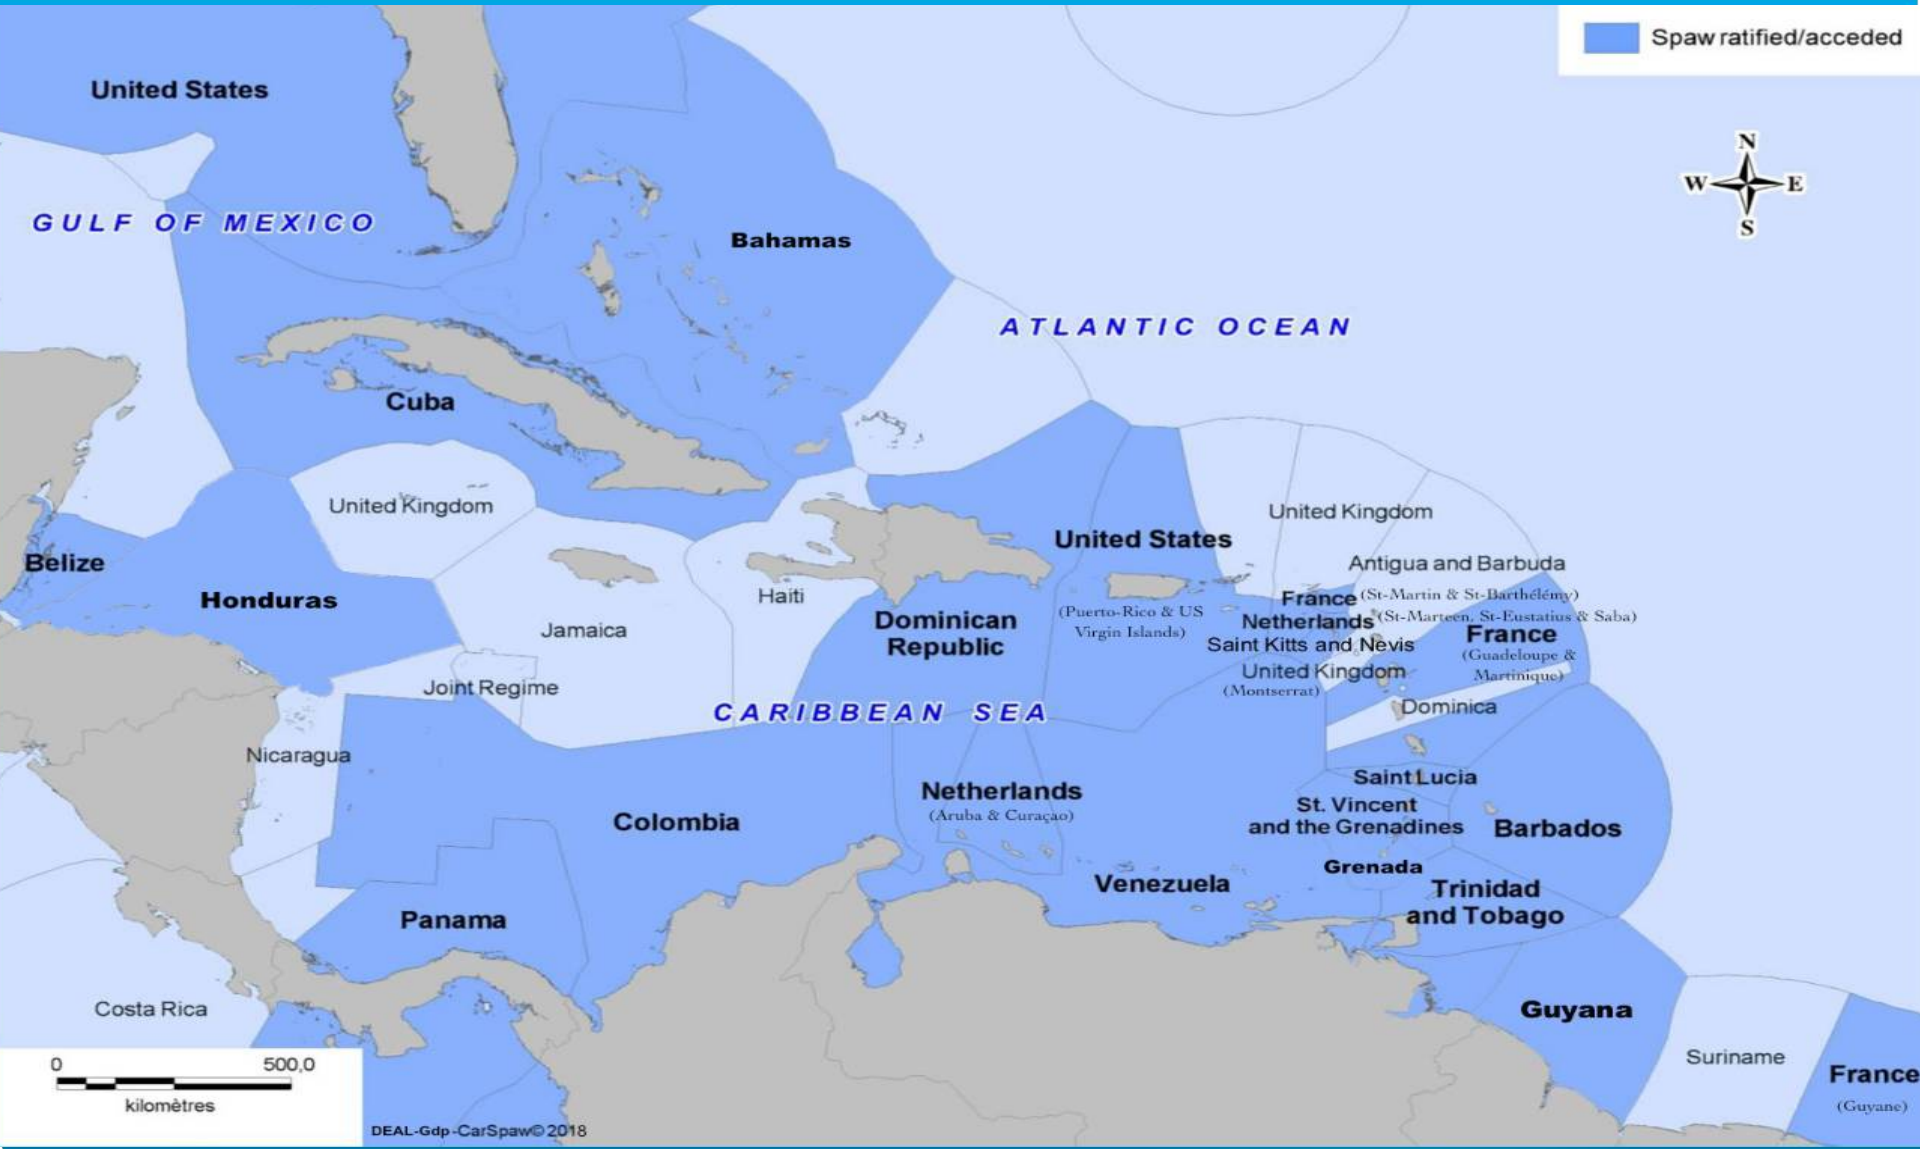 Spaw ratified/acceded
United States
N
W E
S
GULF OF MEXICO
Bahamas
ATLANTIC OCEAN
Cuba
United Kingdom
United Kingdom
United States
Belize
Antigua and Barbuda
Honduras
Haiti
France (St-Martin & St-Barthélémy)
(Puerto-Rico & US
Virgin Islands)
Netherlands (St-Marteen, St-Eustatius & Saba)
Jamaica
Dominican
Republic
France
(Guadeloupe &
Martinique)
Saint Kitts and Nevis
United Kingdom
(Montserrat)
Joint Regime
CARIBBEAN SEA
Dominica
Nicaragua
Saint Lucia
Netherlands
(Aruba & Curaçao)
St. Vincent
and the Grenadines
Colombia
Barbados
Grenada
Venezuela
Trinidad
and Tobago
Panama
Costa Rica
Guyana
Suriname
France
(Guyane)
0 500,0
kilomètres
DEAL-Gdp-CarSpaw© 2018